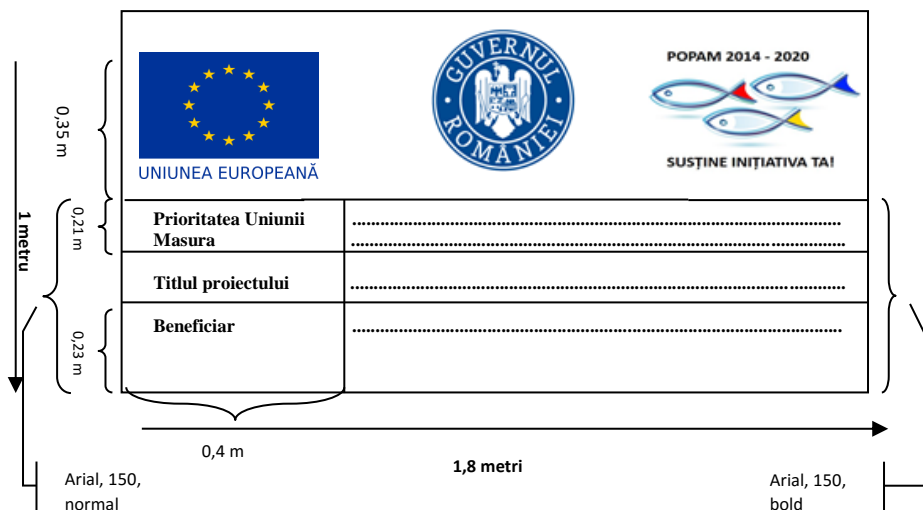 POPAM 2014 - 2020
GUVERNUL ROMÂNIEI
UNIUNEA EUROPEANĂ
SUSȚINE INIȚIATIVA TA!
0,35 m
1 metru
0,21 m
Prioritatea Uniunii
Masura
Titlul proiectului
Beneficiar
0,23 m
0,4 m
1,8 metri
Arial, 150,
normal
Arial, 150,
bold